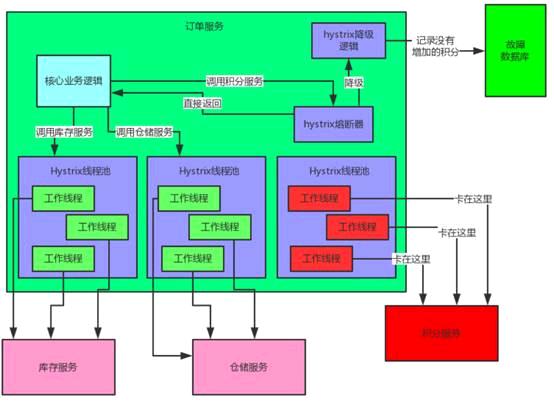 订单服务
hystrix降级
逻辑
记录没有
增加的积分
故障
数据库
核心业务逻辑
调用积分服务
降级
直接返回
hystrix熔断器
调用库存服务
调用仓储服务
Hystrix线程池
Hystrix线程池
Hystrix线程池
工作线程
工作线程
工作线程
卡在这里
工作线程
工作线程
工作线程
卡在这里
工作线程
工作线程
工作线程
卡在这里
积分服务
库存服务
仓储服务